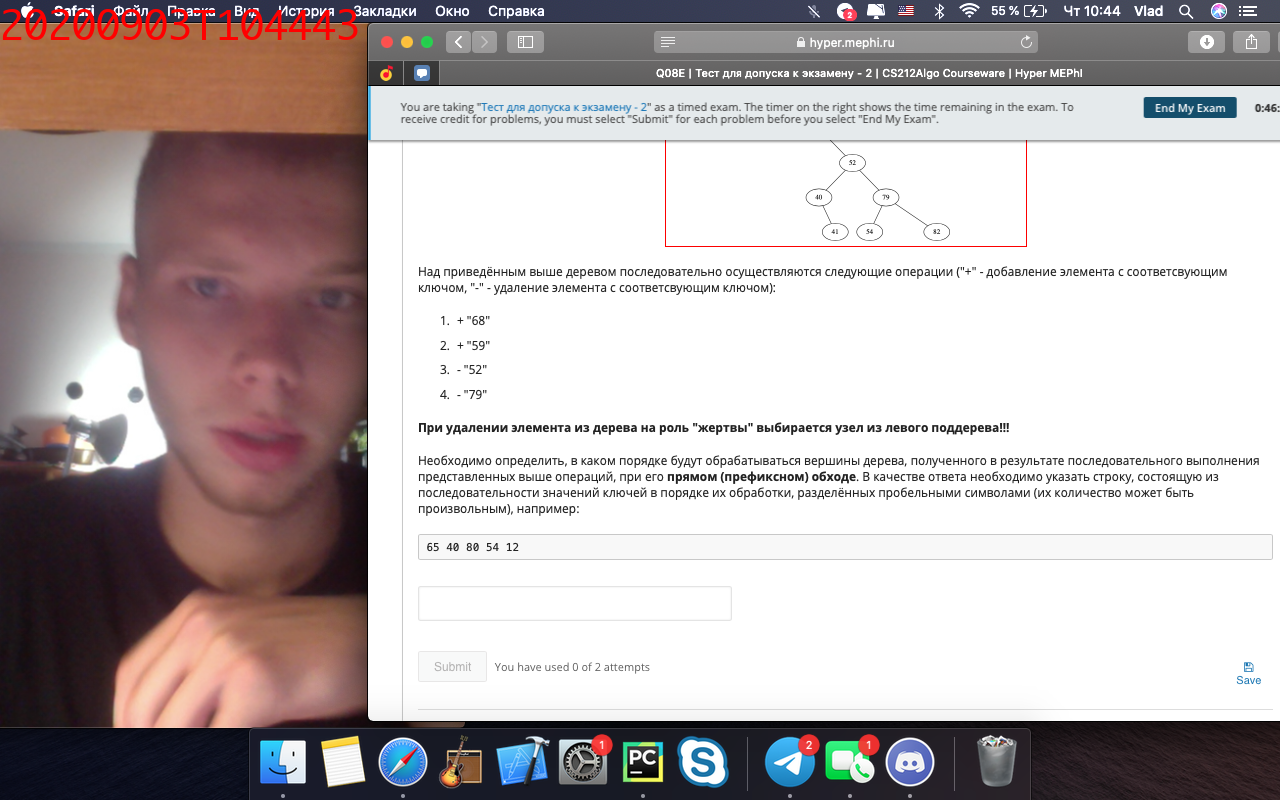 20200903T104443
Safari Файл Правка Вид История Закладки Окно Справка
2 55 % Чт 10:44 Vlad
hyper.mephi.ru
Q08E | Тест для допуска к экзамену - 2 | CS212Algo Courseware | Hyper MEPhI
You are taking "Тест для допуска к экзамену - 2" as a timed exam. The timer on the right shows the time remaining in the exam. To
receive credit for problems, you must select "Submit" for each problem before you select "End My Exam".
End My Exam
0:46:
52
40 79
41 54 82
Над приведённым выше деревом последовательно осуществляются следующие операции ("+" - добавление элемента с соответсвующим
ключом, "-" - удаление элемента с соответсвующим ключом):
1. + "68"
2. + "59"
3. - "52"
4. - "79"
При удалении элемента из дерева на роль "жертвы" выбирается узел из левого поддерева!!!
Необходимо определить, в каком порядке будут обрабатываться вершины дерева, полученного в результате последовательного выполнения
представленных выше операций, при его прямом (префиксном) обходе. В качестве ответа необходимо указать строку, состоящую из
последовательности значений ключей в порядке их обработки, разделённых пробельными символами (их количество может быть
произвольным), например:
65 40 80 54 12
Submit
You have used 0 of 2 attempts
Save
1
PC
2
1